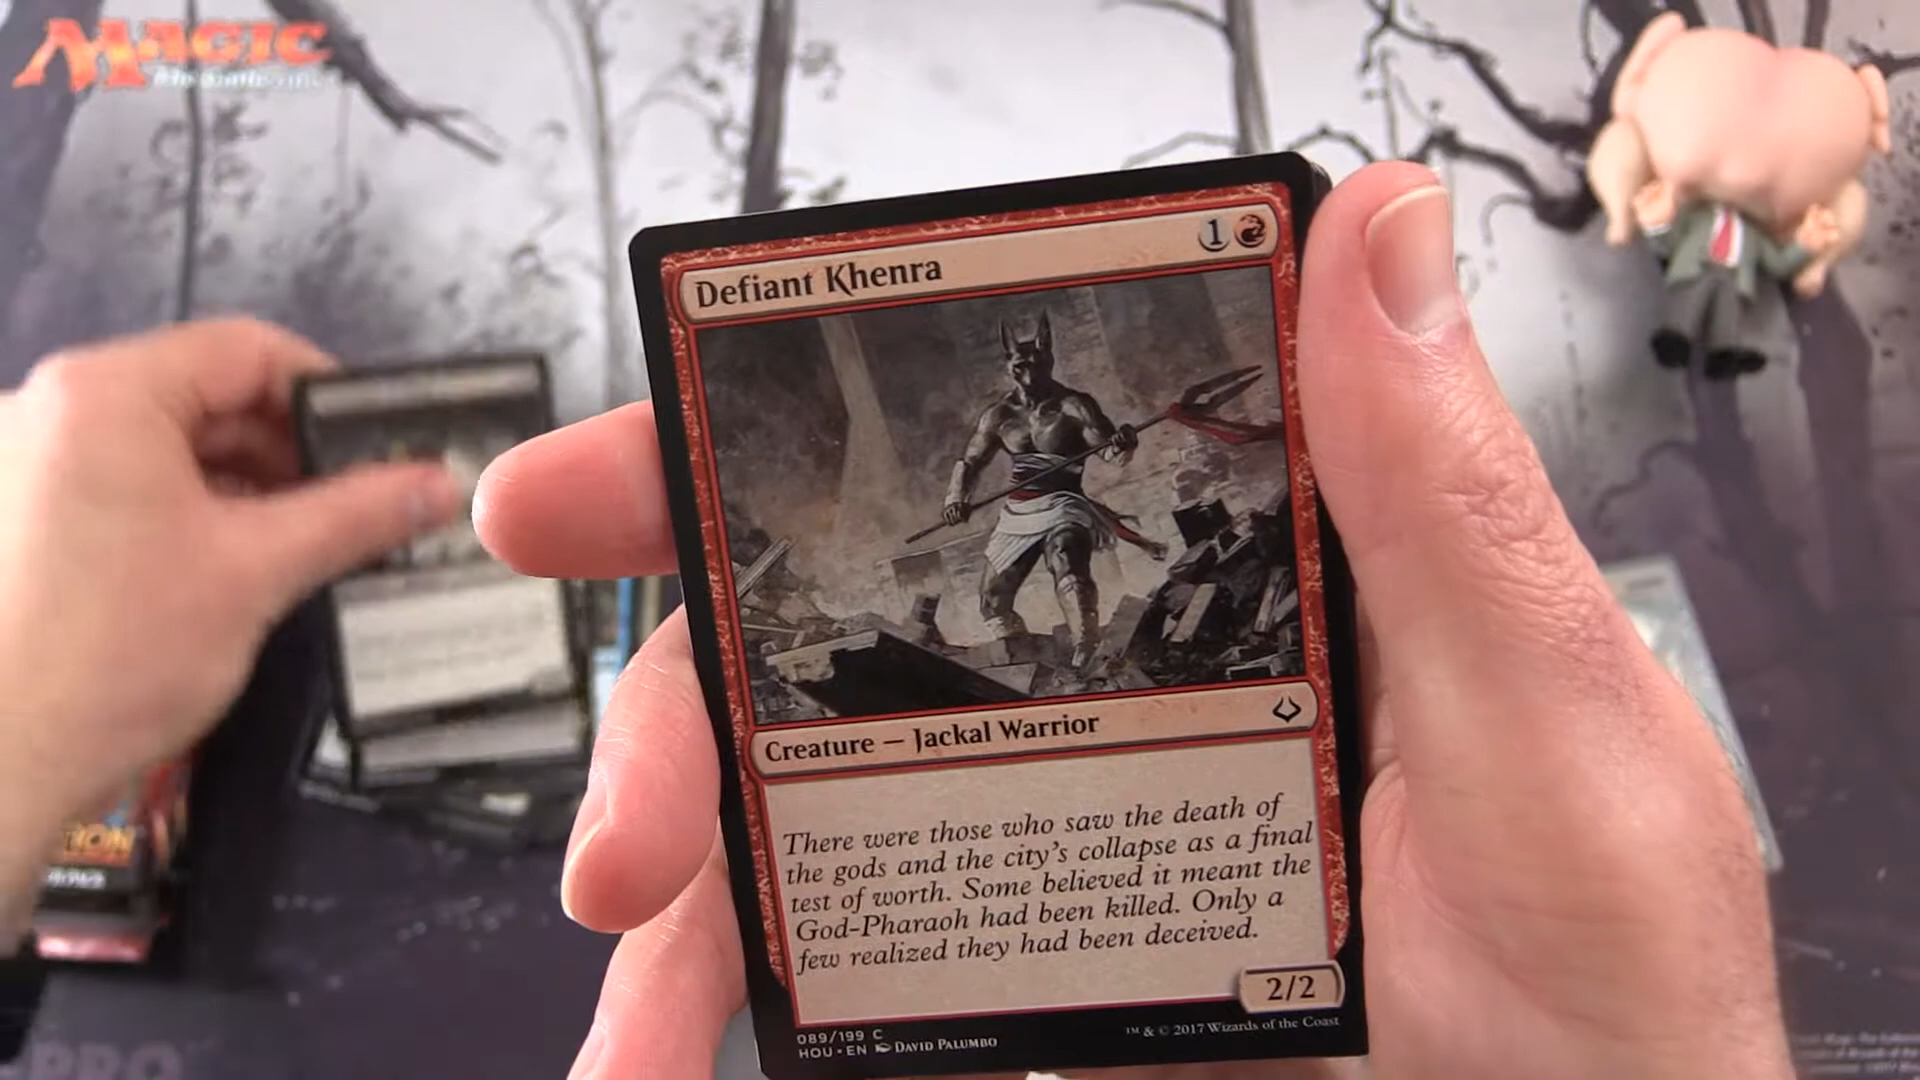 MAGIC
Defiant Khenra
1
Creature — Jackal Warrior
There were those who saw the death of
the gods and the city's collapse as a final
test of worth. Some believed it meant the
God-Pharaoh had been killed. Only a
few realized they had been deceived.
2/2
089/199 C
HOU • EN DAVID PALUMBO
™ & © 2017 Wizards of the Coast
PRO